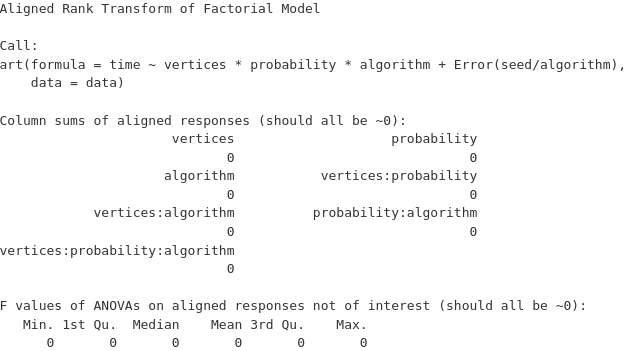 Aligned Rank Transform of Factorial Model

Call:
art(formula = time ~ vertices * probability * algorithm + Error(seed/algorithm),
    data = data)

Column sums of aligned responses (should all be ~0):
                      vertices                    probability
                             0                              0
                     algorithm           vertices:probability
                             0                              0
            vertices:algorithm          probability:algorithm
                             0                              0
vertices:probability:algorithm
                             0

F values of ANOVAs on aligned responses not of interest (should all be ~0):
   Min. 1st Qu.  Median    Mean 3rd Qu.    Max.
      0       0       0       0       0       0